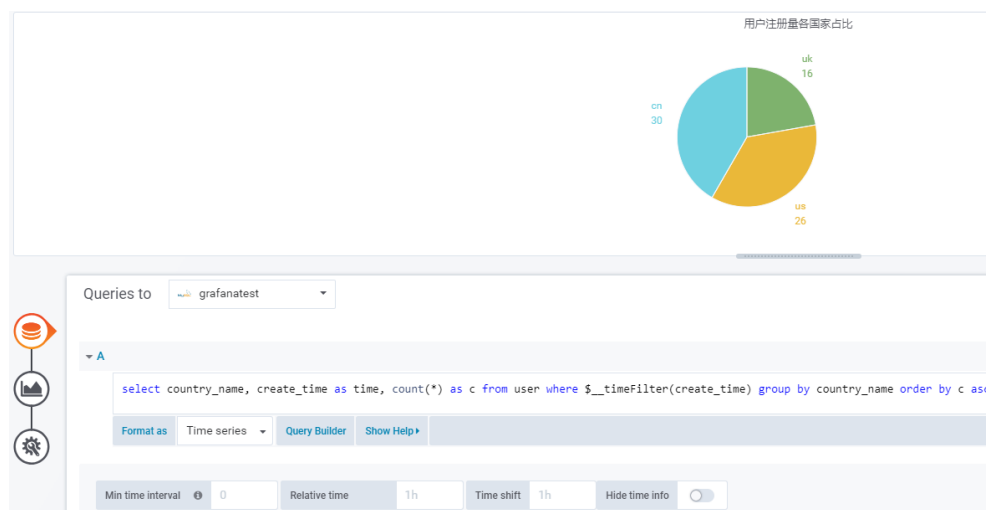 用户注册量各国家占比
uk
16
cn
30
us
26
Queries to grafanatest
A
select country_name, create_time as time, count(*) as c from user where $__timeFilter(create_time) group by country_name order by c asc
Format as Time series Query Builder Show Help
Min time interval 0 Relative time 1h Time shift 1h Hide time info